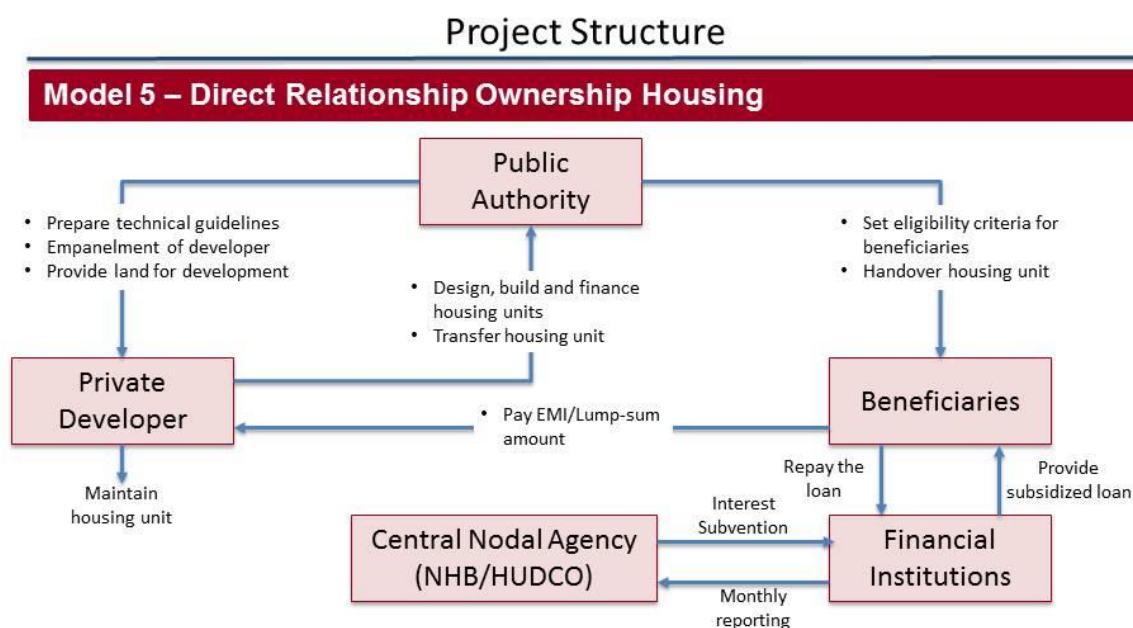 Project Structure
Model 5 – Direct Relationship Ownership Housing
Public
Authority
• Prepare technical guidelines
• Empanelment of developer
• Provide land for development
• Set eligibility criteria for
beneficiaries
• Handover housing unit
• Design, build and finance
housing units
• Transfer housing unit
Private
Developer
Beneficiaries
• Pay EMI/Lump-sum
amount
Maintain
housing unit
Repay the
loan
Provide
subsidized loan
Interest
Subvention
Central Nodal Agency
(NHB/HUDCO)
Financial
Institutions
Monthly
reporting